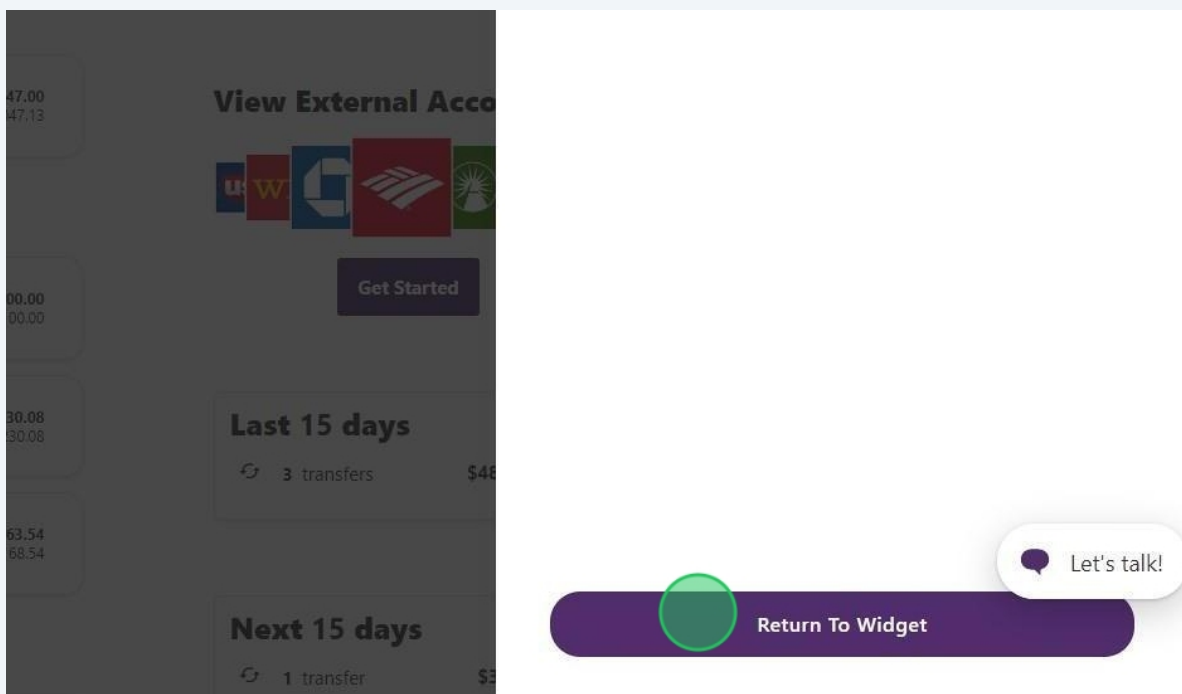 47.00
47.13
00.00
00.00
30.08
30.08
63.54
68.54
View External Acco
Get Started
Last 15 days
3 transfers $48
Next 15 days
1 transfer $3
Let's talk!
Return To Widget